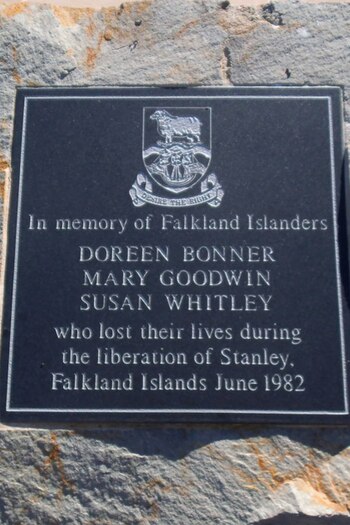 DESIRE THE RIGHT
In memory of Falkland Islanders
DOREEN BONNER
MARY GOODWIN
SUSAN WHITLEY
who lost their lives during
the liberation of Stanley,
Falkland Islands June 1982